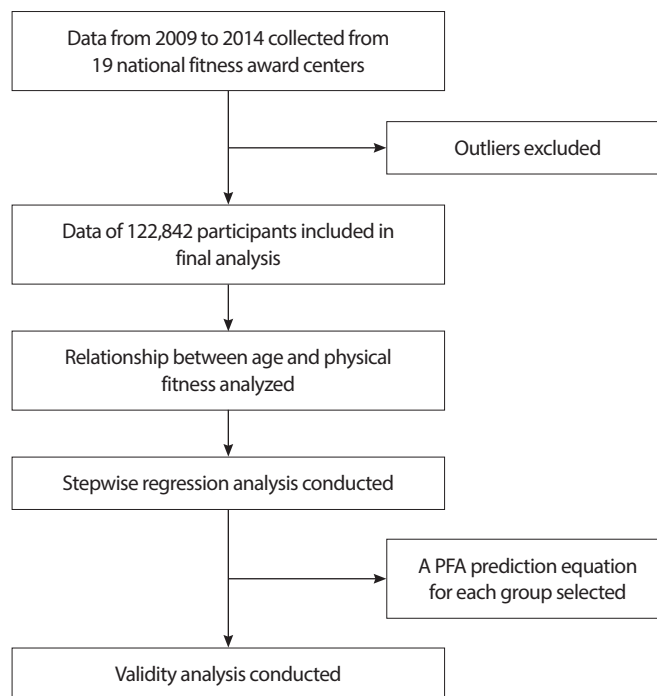 Data from 2009 to 2014 collected from
19 national fitness award centers
Outliers excluded
Data of 122,842 participants included in
final analysis
Relationship between age and physical
fitness analyzed
Stepwise regression analysis conducted
A PFA prediction equation
for each group selected
Validity analysis conducted